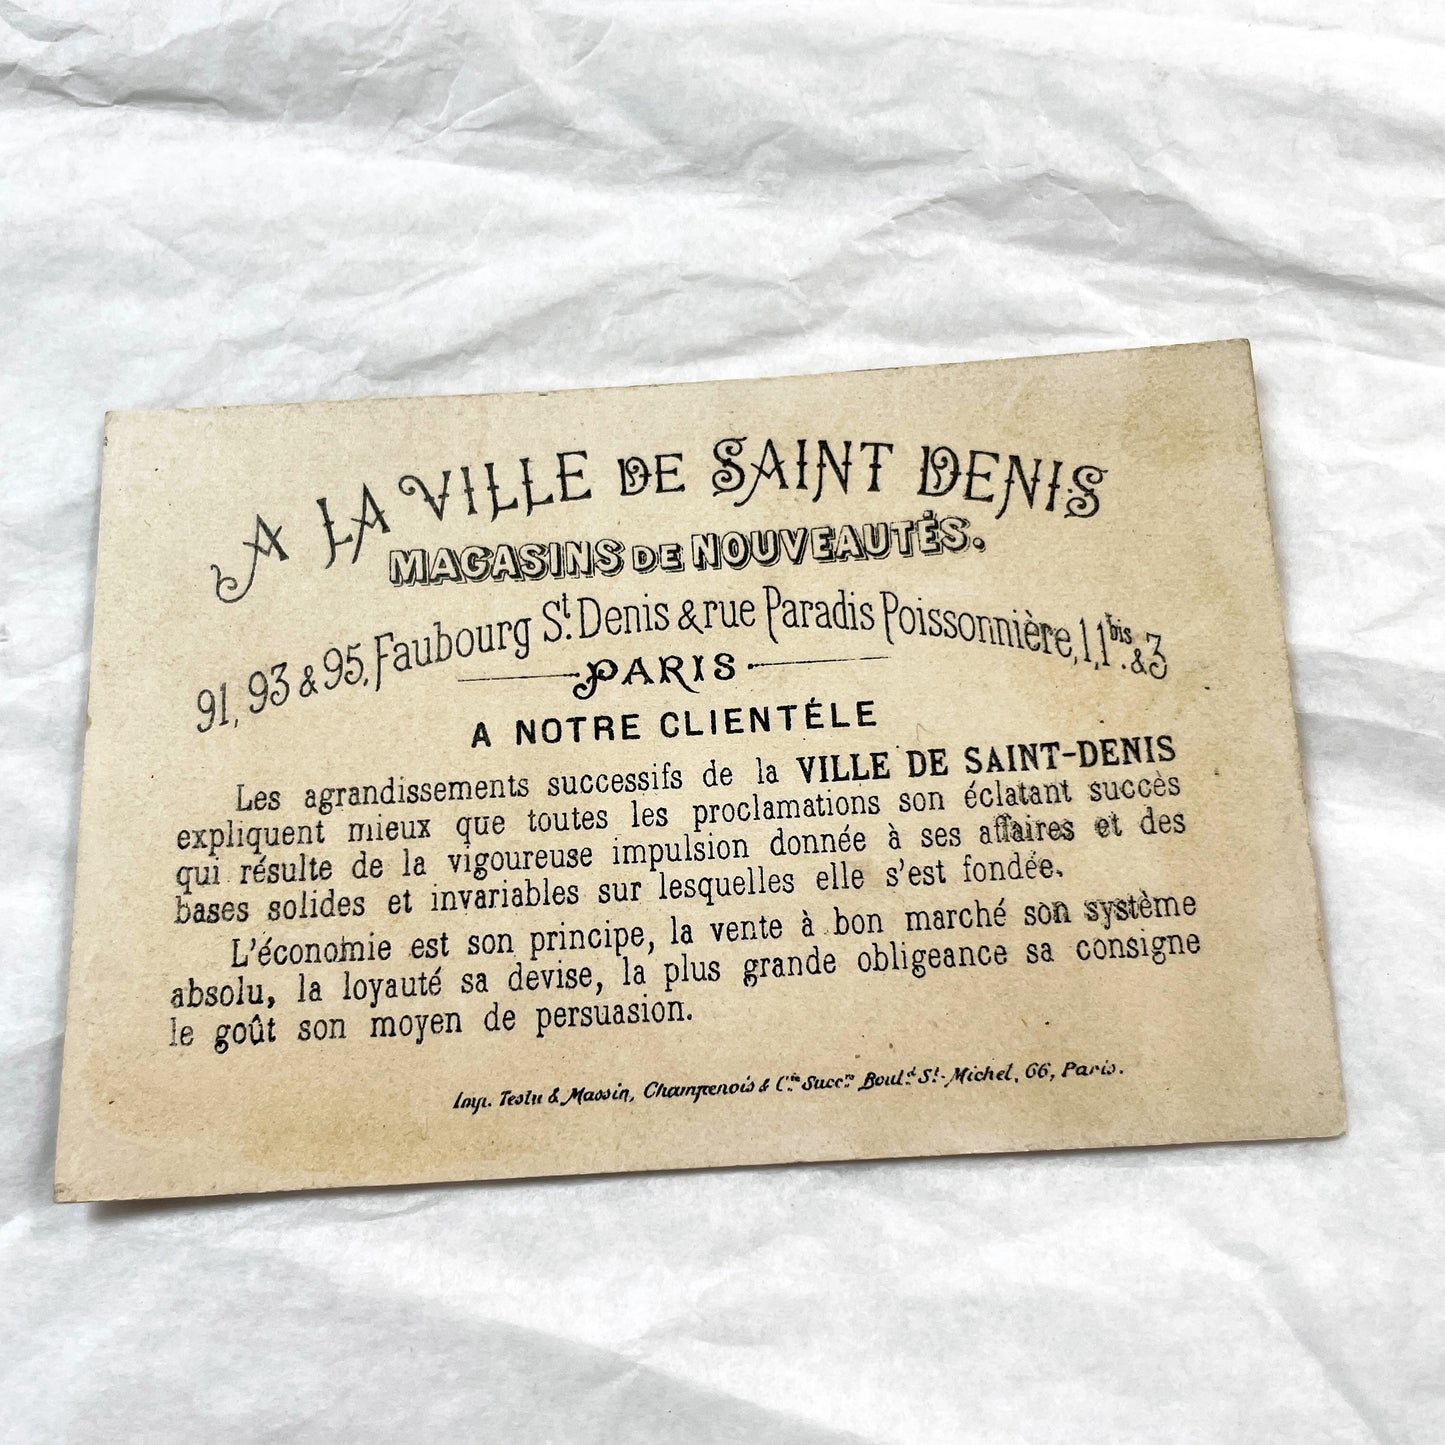 A LA VILLE DE SAINT DENIS
MAGASINS DE NOUVEAUTÉS.
91, 93 & 95, Faubourg St. Denis & rue Paradis Poissonnière, 1, 1bis. & 3
PARIS
A NOTRE CLIENTÉLE
Les agrandissements successifs de la VILLE DE SAINT-DENIS
expliquent mieux que toutes les proclamations son éclatant succès
qui résulte de la vigoureuse impulsion donnée à ses affaires et des
bases solides et invariables sur lesquelles elle s'est fondée.
L'économie est son principe, la vente à bon marché son système
absolu, la loyauté sa devise, la plus grande obligeance sa consigne
le goût son moyen de persuasion.
Imp. Testu & Massin, Champenois & Cie. Succrs Bould. St-Michel, 66, Paris.